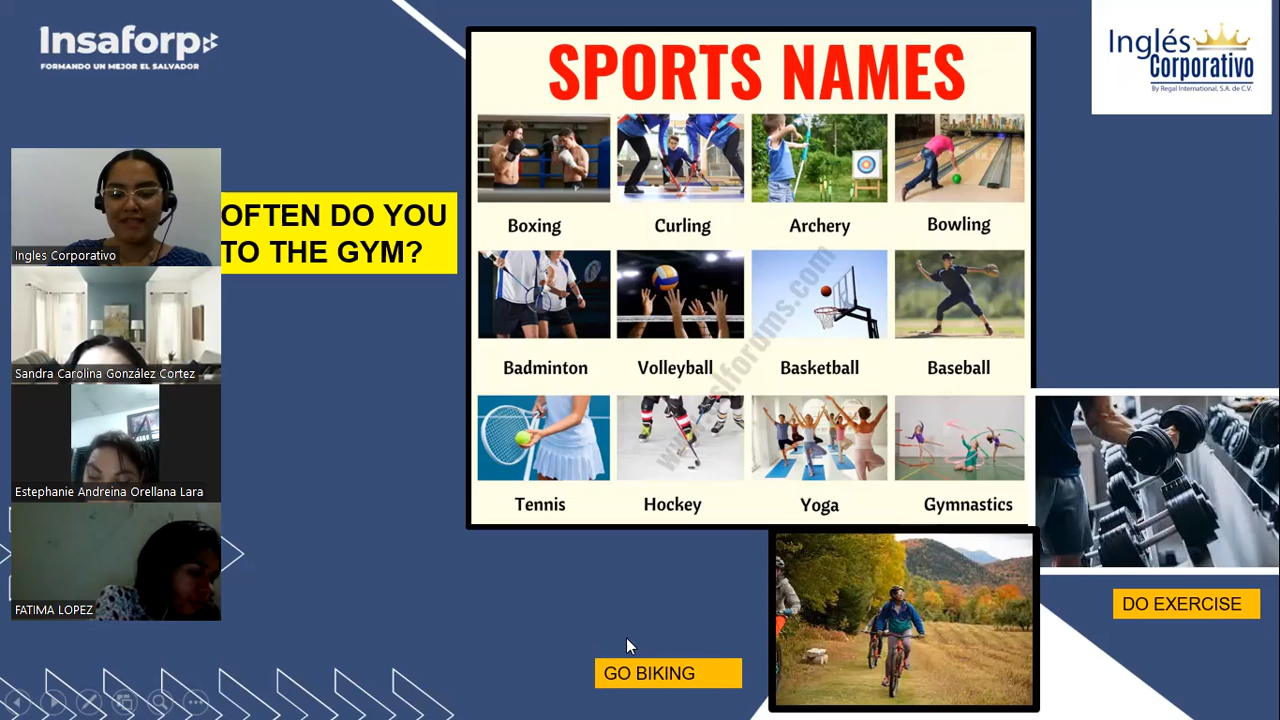 Insaforp
FORMANDO UN MEJOR EL SALVADOR
SPORTS NAMES
Inglés
Corporativo
By Regal International, S.A. de C.V.
OFTEN DO YOU
TO THE GYM?
Ingles Corporativo
Sandra Carolina González Cortez
Estephanie Andreina Orellana Lara
FATIMA LOPEZ
Boxing
Curling
Archery
Bowling
Badminton
Volleyball
Basketball
Baseball
Tennis
Hockey
Yoga
Gymnastics
DO EXERCISE
GO BIKING